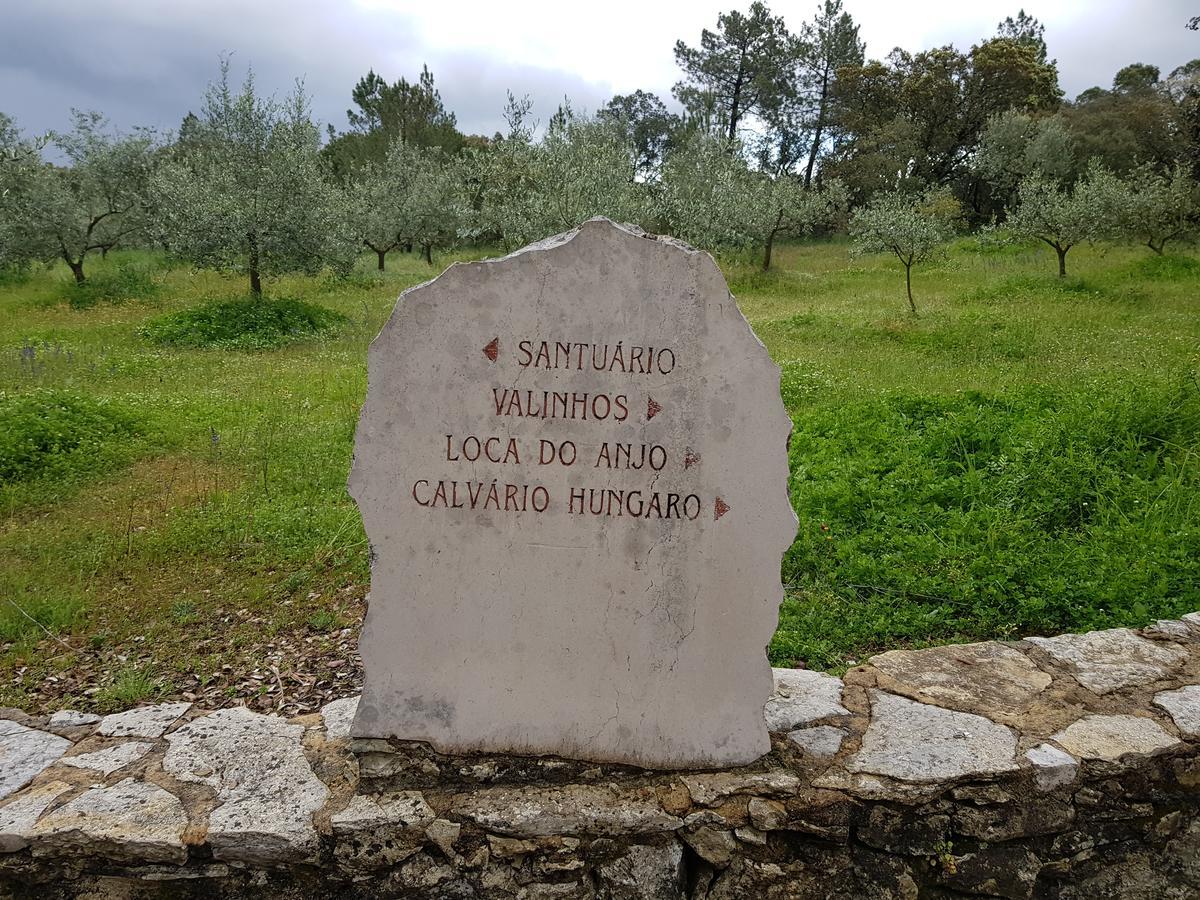 SANTUÁRIO
VALINHOS
LOCA DO ANJO
CALVÁRIO HUNGARO